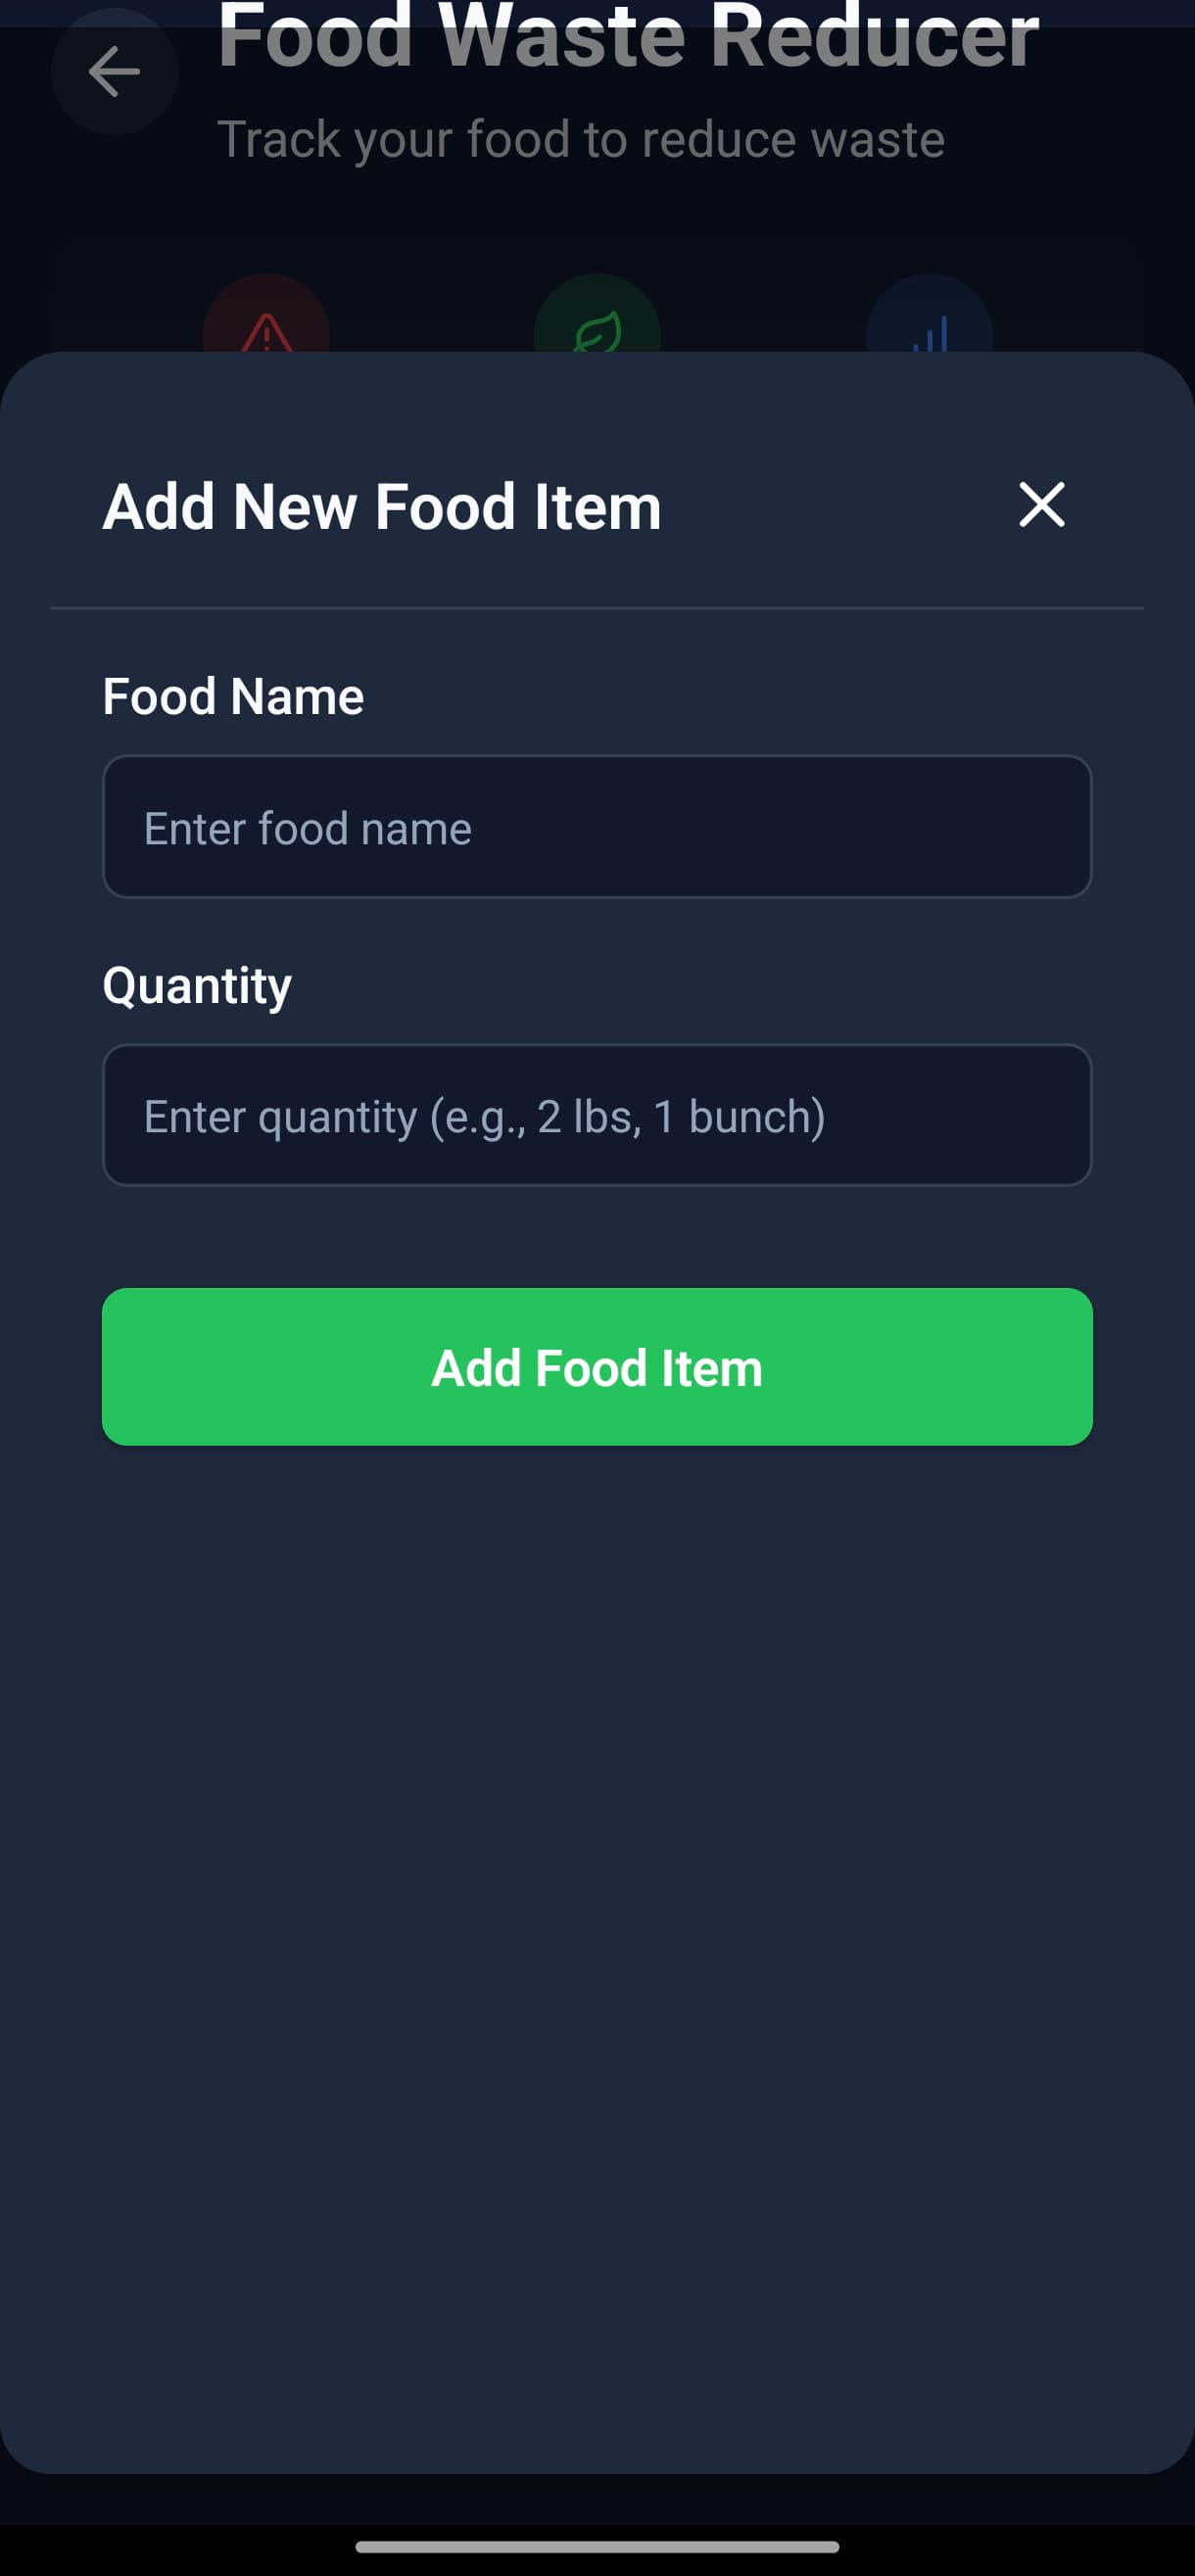 Food Waste Reducer
Track your food to reduce waste
Add New Food Item
Food Name
Enter food name
Quantity
Enter quantity (e.g., 2 lbs, 1 bunch)
Add Food Item